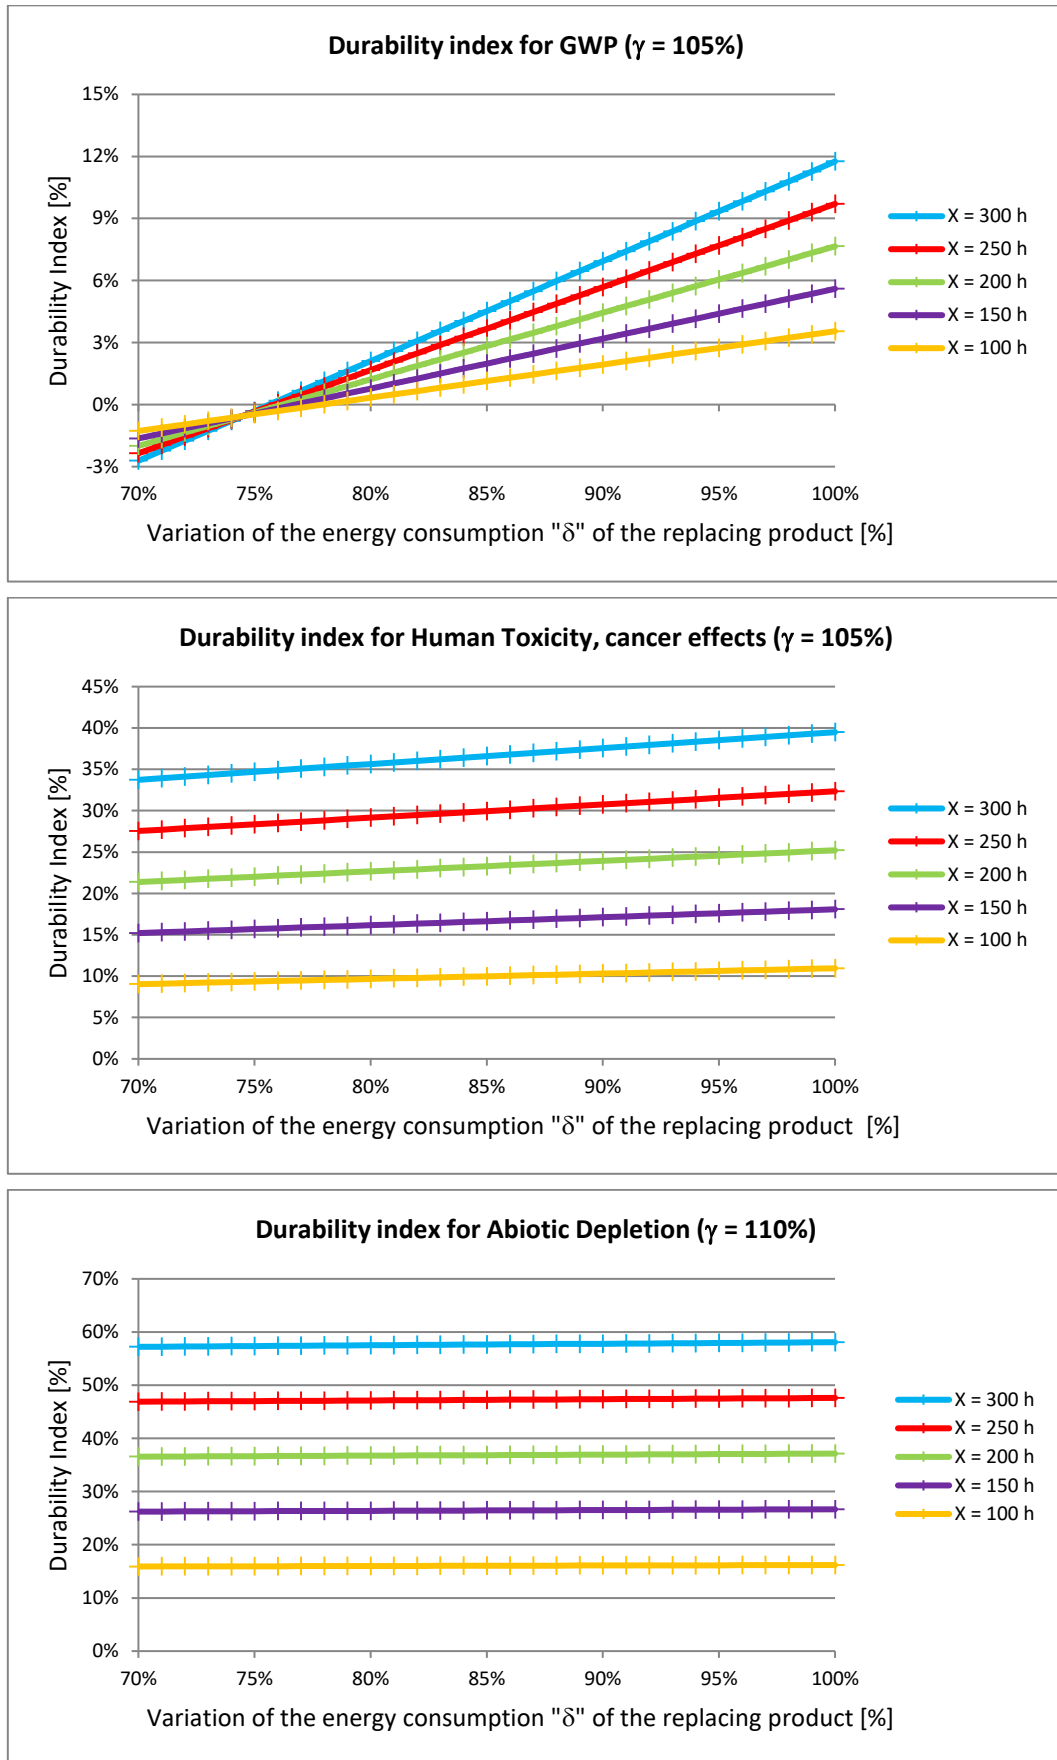 Durability index for GWP (γ = 105%)
15%
12%
9%
6%
3%
0%
-3%
Durability Index [%]
70% 75% 80% 85% 90% 95% 100%
Variation of the energy consumption "δ" of the replacing product [%]
X = 300 h
X = 250 h
X = 200 h
X = 150 h
X = 100 h
Durability index for Human Toxicity, cancer effects (γ = 105%)
45%
40%
35%
30%
25%
20%
15%
10%
5%
0%
Durability Index [%]
70% 75% 80% 85% 90% 95% 100%
Variation of the energy consumption "δ" of the replacing product [%]
X = 300 h
X = 250 h
X = 200 h
X = 150 h
X = 100 h
Durability index for Abiotic Depletion (γ = 110%)
70%
60%
50%
40%
30%
20%
10%
0%
Durability Index [%]
70% 75% 80% 85% 90% 95% 100%
Variation of the energy consumption "δ" of the replacing product [%]
X = 300 h
X = 250 h
X = 200 h
X = 150 h
X = 100 h